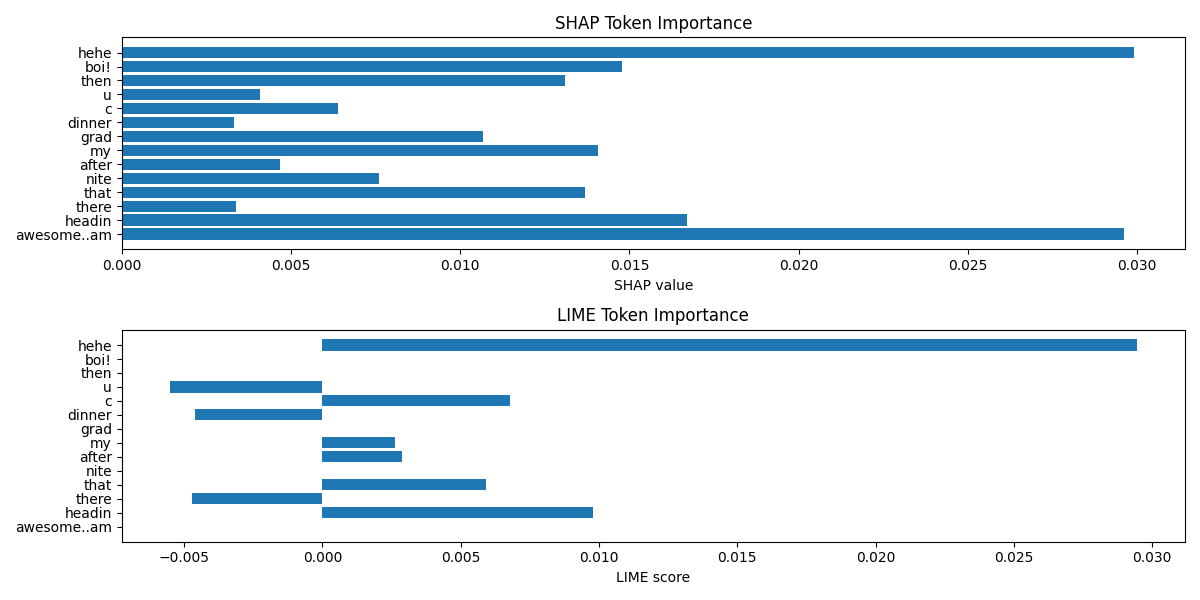 SHAP Token Importance
hehe
boi!
then
u
c
dinner
grad
my
after
nite
that
there
headin
awesome..am
0.000 0.005 0.010 0.015 0.020 0.025 0.030
SHAP value
LIME Token Importance
hehe
boi!
then
u
c
dinner
grad
my
after
nite
that
there
headin
awesome..am
−0.005 0.000 0.005 0.010 0.015 0.020 0.025 0.030
LIME score